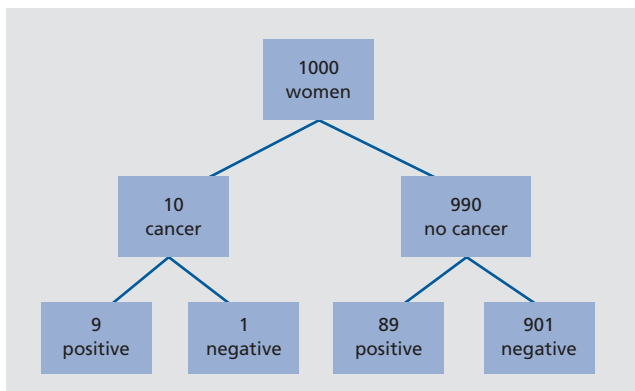 1000
women
10
cancer
990
no cancer
9
positive
1
negative
89
positive
901
negative